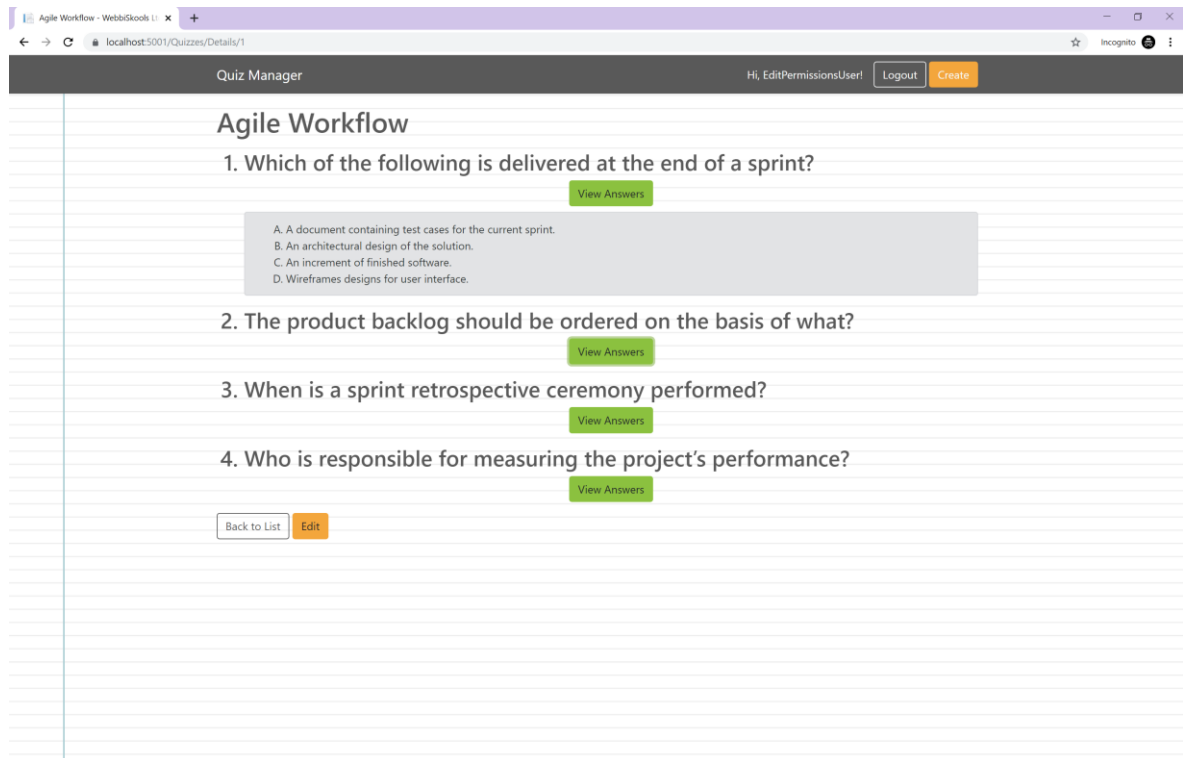 Agile Workflow - WebbiSkools Lt
localhost:5001/Quizzes/Details/1
Incognito
Quiz Manager
Hi, EditPermissionsUser!
Logout
Create
Agile Workflow
1. Which of the following is delivered at the end of a sprint?
View Answers
A. A document containing test cases for the current sprint.
B. An architectural design of the solution.
C. An increment of finished software.
D. Wireframes designs for user interface.
2. The product backlog should be ordered on the basis of what?
View Answers
3. When is a sprint retrospective ceremony performed?
View Answers
4. Who is responsible for measuring the project’s performance?
View Answers
Back to List
Edit